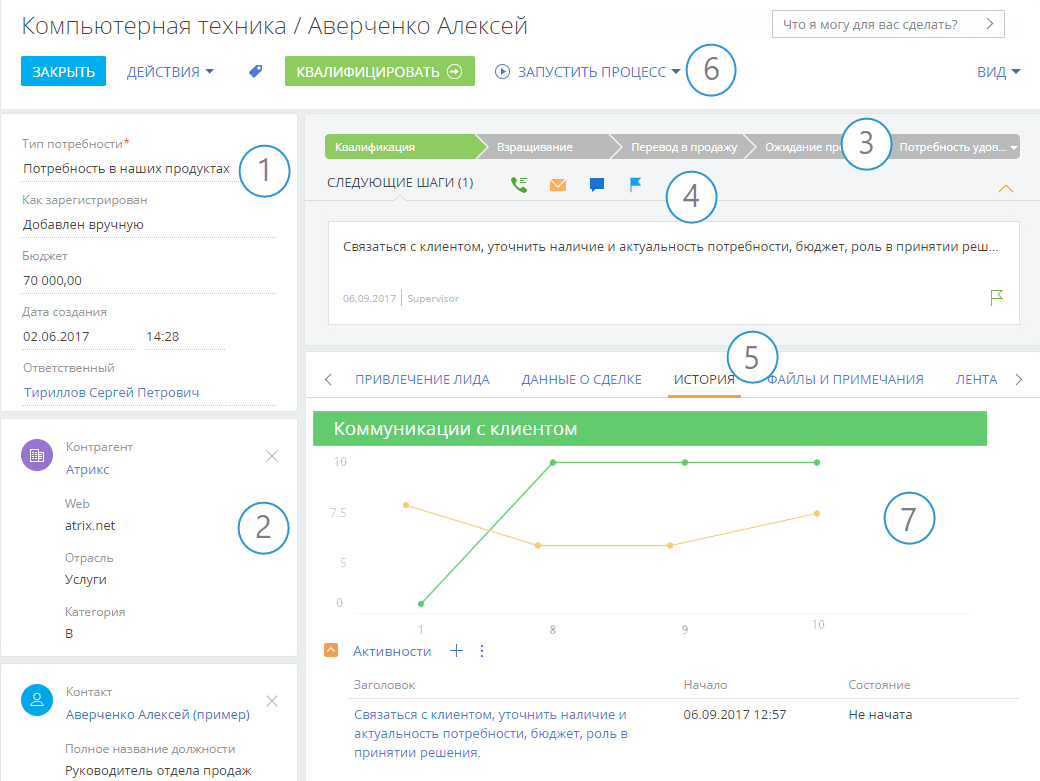 Компьютерная техника / Аверченко Алексей
Что я могу для вас сделать?
ЗАКРЫТЬ
ДЕЙСТВИЯ
КВАЛИФИЦИРОВАТЬ
ЗАПУСТИТЬ ПРОЦЕСС
6
ВИД
Тип потребности*
Потребность в наших продуктах
1
Как зарегистрирован
Добавлен вручную
Бюджет
70 000,00
Дата создания
02.06.2017 14:28
Ответственный
Тириллов Сергей Петрович
Контрагент
Атрикс
Web
atrix.net
2
Отрасль
Услуги
Категория
B
Контакт
Аверченко Алексей (пример)
Полное название должности
Руководитель отдела продаж
Квалификация
Взращивание
Перевод в продажу
Ожидание пр
3
Потребность удов...
СЛЕДУЮЩИЕ ШАГИ (1)
4
Связаться с клиентом, уточнить наличие и актуальность потребности, бюджет, роль в принятии реш...
06.09.2017 | Supervisor
5
ПРИВЛЕЧЕНИЕ ЛИДА
ДАННЫЕ О СДЕЛКЕ
ИСТОРИЯ
ФАЙЛЫ И ПРИМЕЧАНИЯ
ЛЕНТА
Коммуникации с клиентом
10
7.5
5
0
7
1 8 9 10
Активности
Заголовок Начало Состояние
Связаться с клиентом, уточнить наличие и 06.09.2017 12:57 Не начата
актуальность потребности, бюджет, роль в
принятии решения.